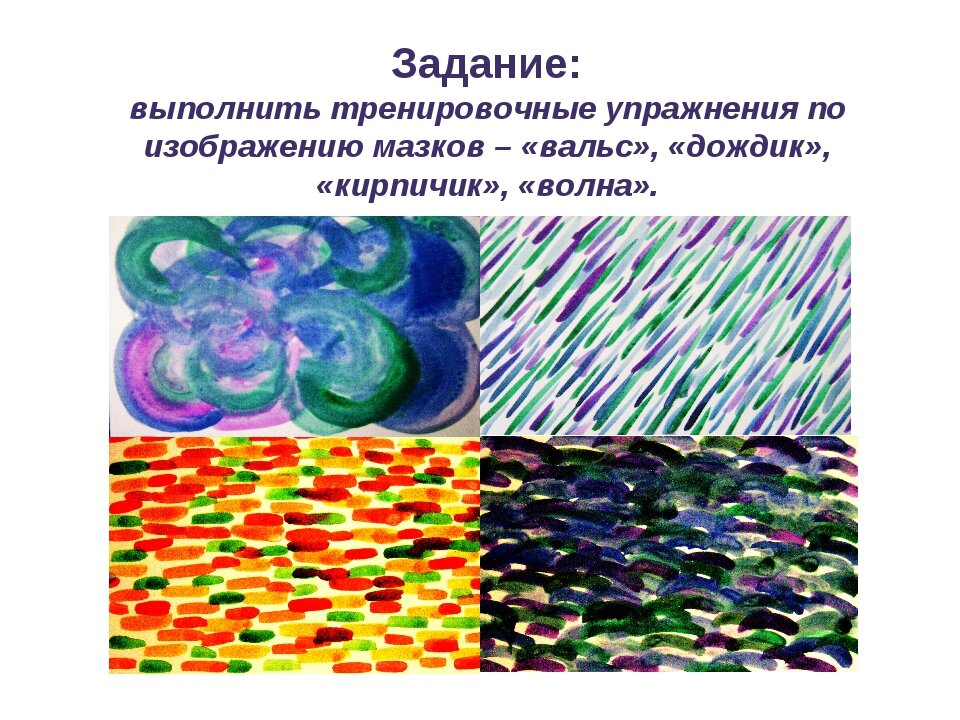 Задание:
выполнить тренировочные упражнения по
изображению мазков – «вальс», «дождик»,
«кирпичик», «волна».